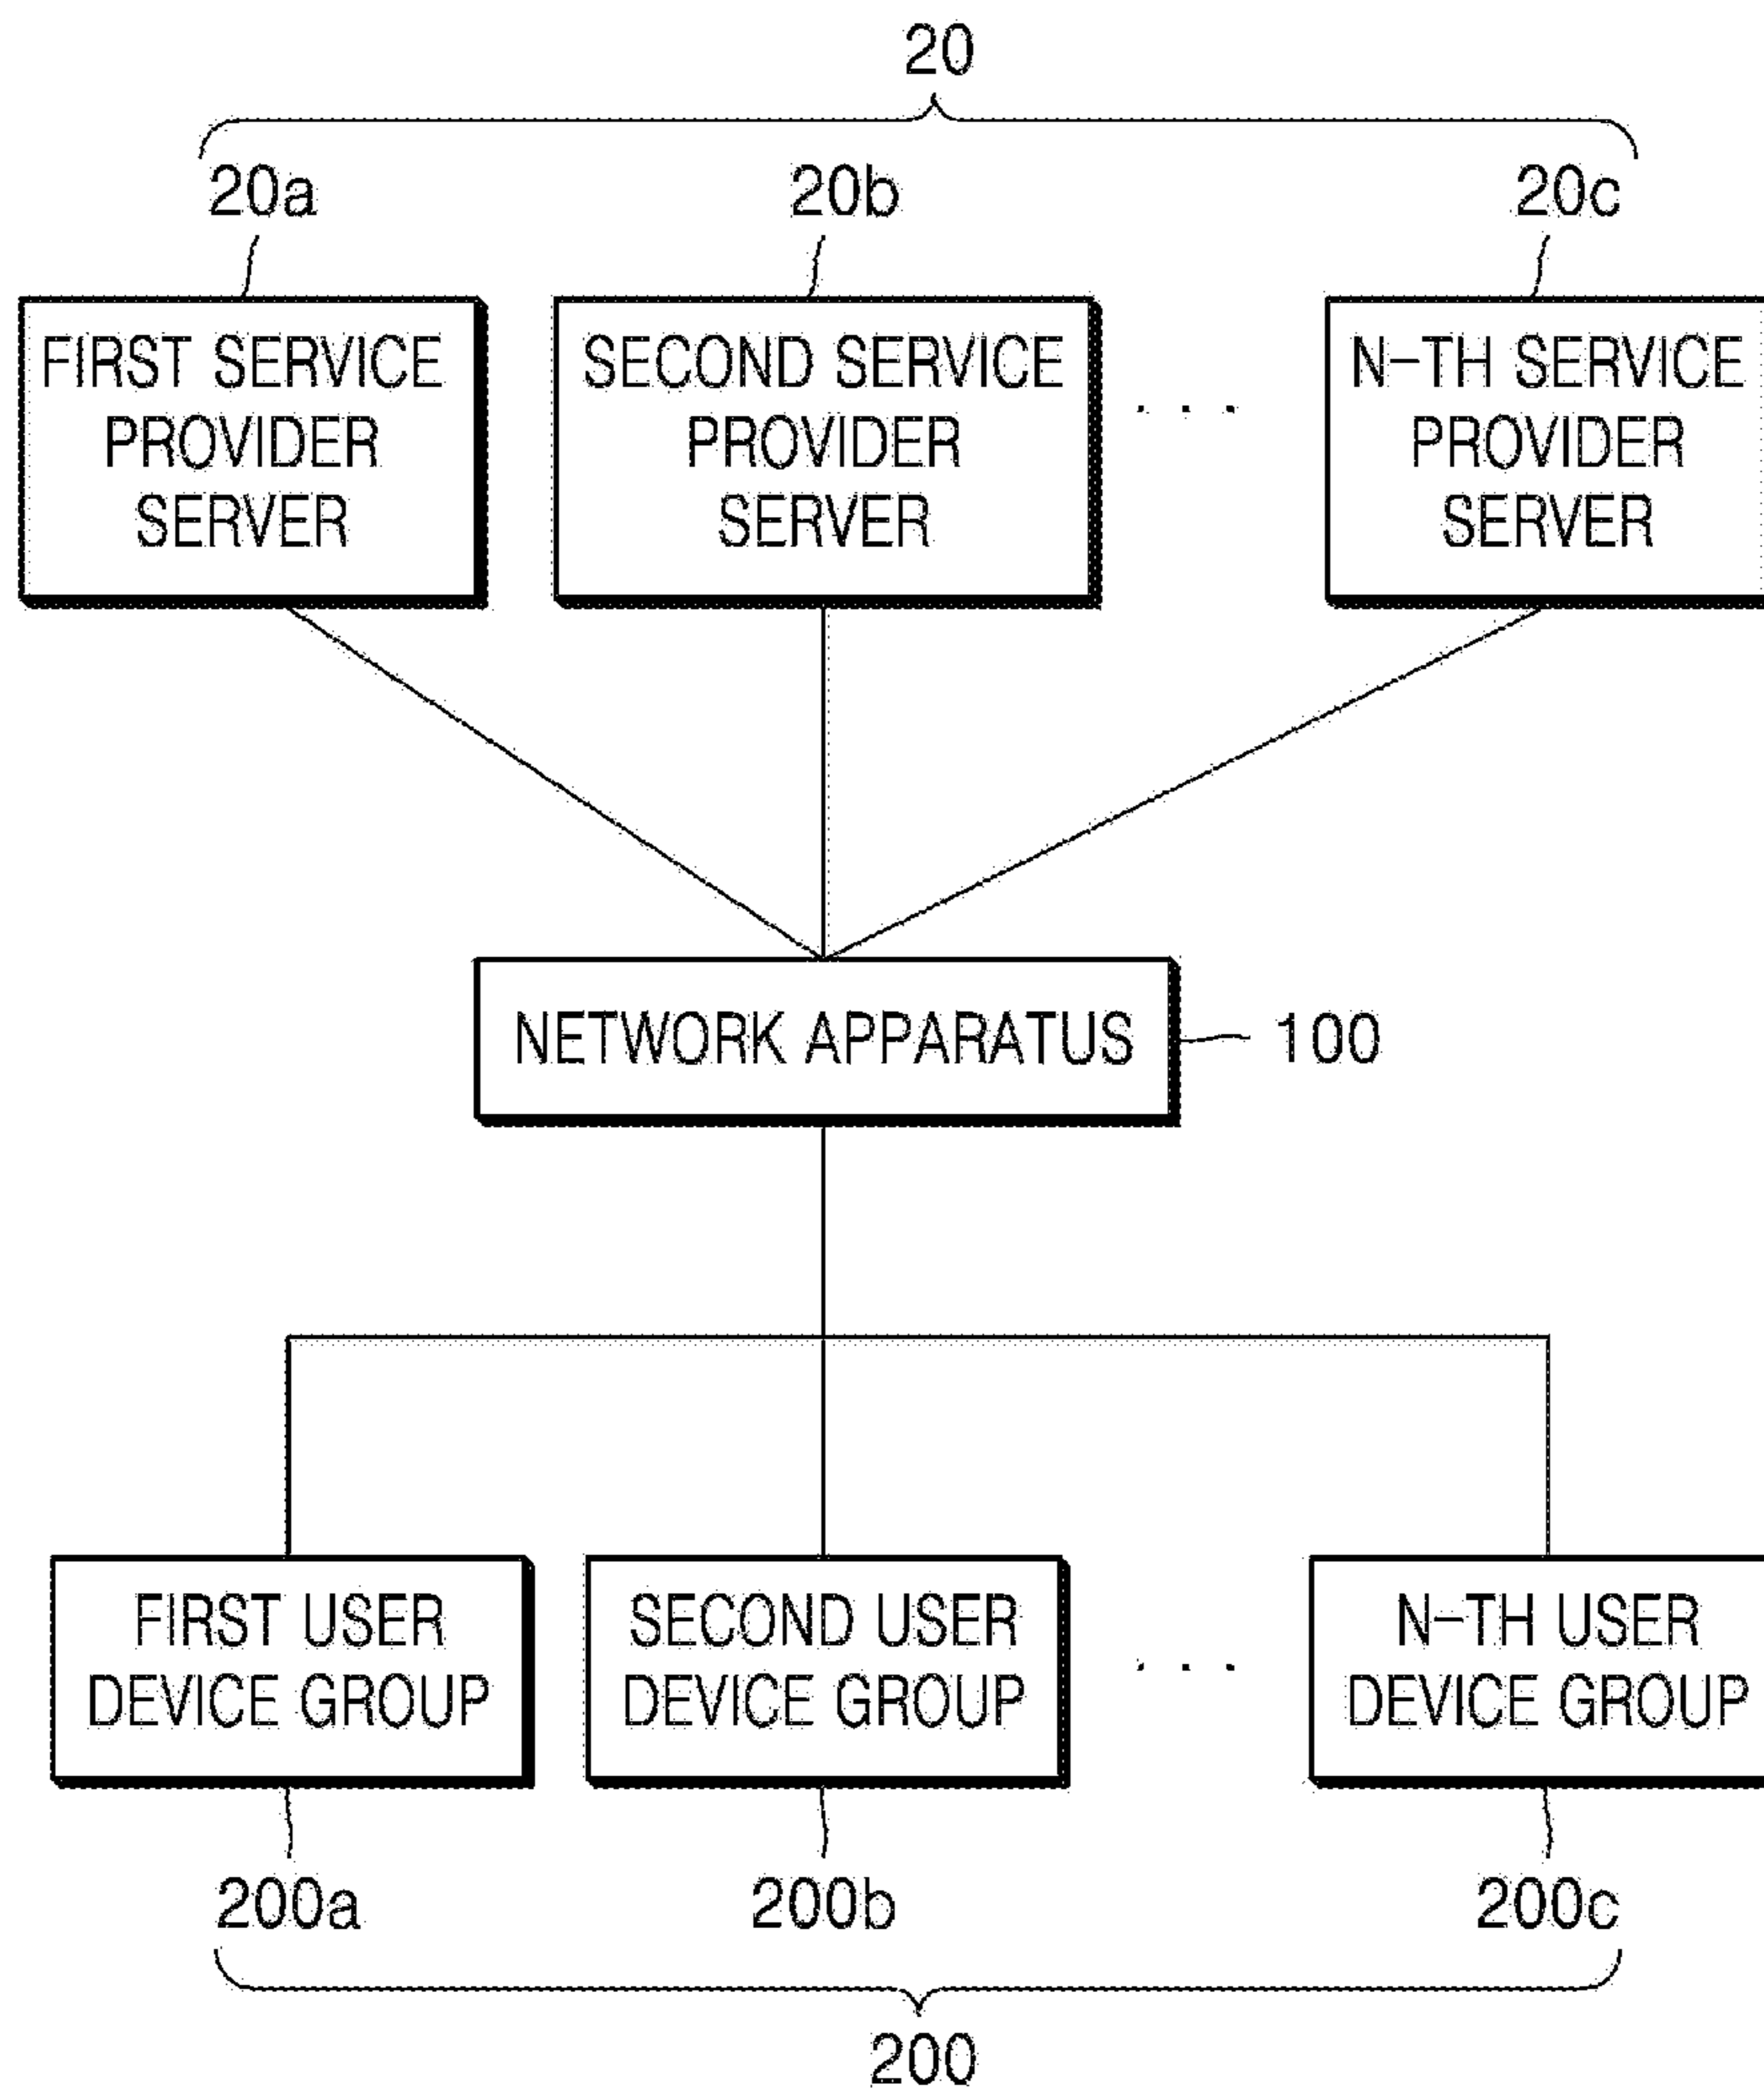 20
20a
20b
20c
FIRST SERVICE
PROVIDER
SERVER
SECOND SERVICE
PROVIDER
SERVER
. . .
N-TH SERVICE
PROVIDER
SERVER
NETWORK APPARATUS
100
FIRST USER
DEVICE GROUP
SECOND USER
DEVICE GROUP
. . .
N-TH USER
DEVICE GROUP
200a
200b
200c
200